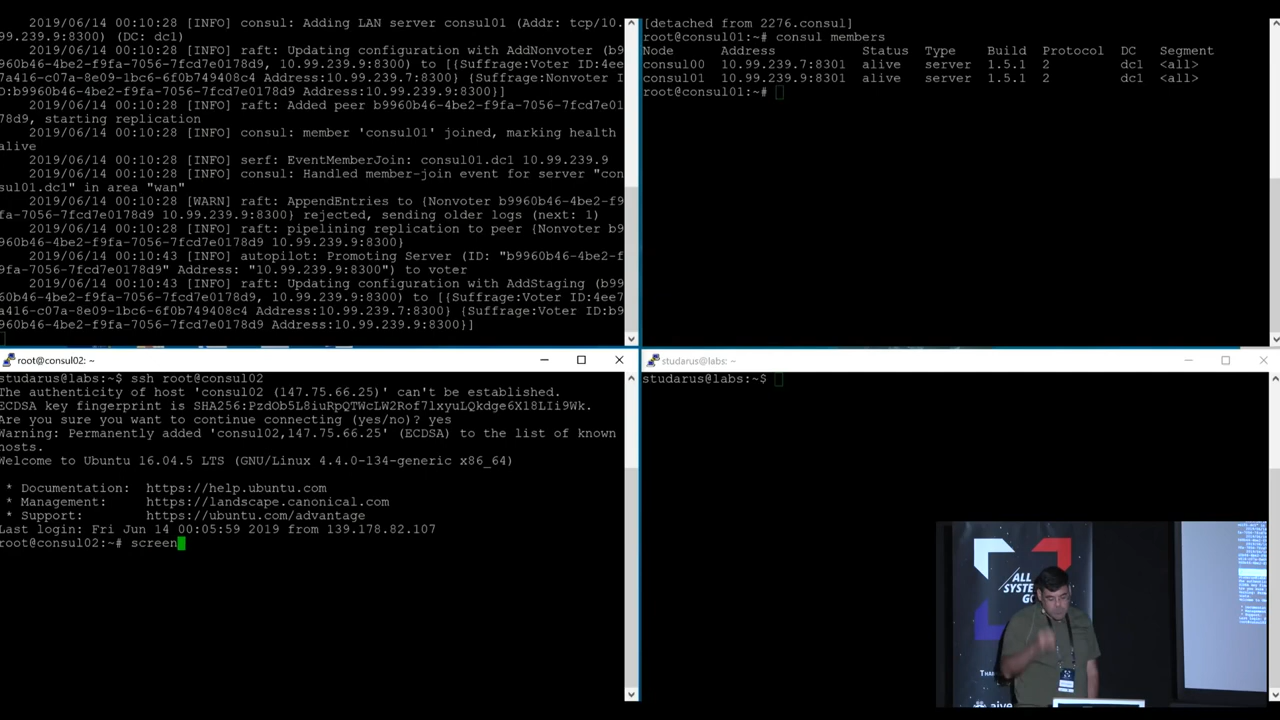 2019/06/14 00:10:28 [INFO] consul: Adding LAN server consul01 (Addr: tcp/10.
99.239.9:8300) (DC: dc1)
2019/06/14 00:10:28 [INFO] raft: Updating configuration with AddNonvoter (b9
960b46-4be2-f9fa-7056-7fcd7e0178d9, 10.99.239.9:8300) to [{Suffrage:Voter ID:4ee
7a416-c07a-8e09-1bc6-6f0b749408c4 Address:10.99.239.7:8300} {Suffrage:Nonvoter I
D:b9960b46-4be2-f9fa-7056-7fcd7e0178d9 Address:10.99.239.9:8300}]
2019/06/14 00:10:28 [INFO] raft: Added peer b9960b46-4be2-f9fa-7056-7fcd7e01
78d9, starting replication
2019/06/14 00:10:28 [INFO] consul: member 'consul01' joined, marking health
alive
2019/06/14 00:10:28 [INFO] serf: EventMemberJoin: consul01.dc1 10.99.239.9
2019/06/14 00:10:28 [INFO] consul: Handled member-join event for server "con
sul01.dc1" in area "wan"
2019/06/14 00:10:28 [WARN] raft: AppendEntries to {Nonvoter b9960b46-4be2-f9
fa-7056-7fcd7e0178d9 10.99.239.9:8300} rejected, sending older logs (next: 1)
2019/06/14 00:10:28 [INFO] raft: pipelining replication to peer {Nonvoter b9
960b46-4be2-f9fa-7056-7fcd7e0178d9 10.99.239.9:8300}
2019/06/14 00:10:43 [INFO] autopilot: Promoting Server (ID: "b9960b46-4be2-f
9fa-7056-7fcd7e0178d9" Address: "10.99.239.9:8300") to voter
2019/06/14 00:10:43 [INFO] raft: Updating configuration with AddStaging (b99
60b46-4be2-f9fa-7056-7fcd7e0178d9, 10.99.239.9:8300) to [{Suffrage:Voter ID:4ee7
a416-c07a-8e09-1bc6-6f0b749408c4 Address:10.99.239.7:8300} {Suffrage:Voter ID:b9
960b46-4be2-f9fa-7056-7fcd7e0178d9 Address:10.99.239.9:8300}]
[detached from 2276.consul]
root@consul01:~# consul members
Node Address Status Type Build Protocol DC Segment
consul00 10.99.239.7:8301 alive server 1.5.1 2 dc1 <all>
consul01 10.99.239.9:8301 alive server 1.5.1 2 dc1 <all>
root@consul01:~#
root@consul02: ~
studarus@labs:~$ ssh root@consul02
The authenticity of host 'consul02 (147.75.66.25)' can't be established.
ECDSA key fingerprint is SHA256:PzdOb5L8iuRpQTWcLW2Rof7lxyuLQkdge6X18LIi9Wk.
Are you sure you want to continue connecting (yes/no)? yes
Warning: Permanently added 'consul02,147.75.66.25' (ECDSA) to the list of known
hosts.
Welcome to Ubuntu 16.04.5 LTS (GNU/Linux 4.4.0-134-generic x86_64)
* Documentation: https://help.ubuntu.com
* Management: https://landscape.canonical.com
* Support: https://ubuntu.com/advantage
Last login: Fri Jun 14 00:05:59 2019 from 139.178.82.107
root@consul02:~# screen
studarus@labs: ~
studarus@labs:~$
ALL
SYSTEM
GO